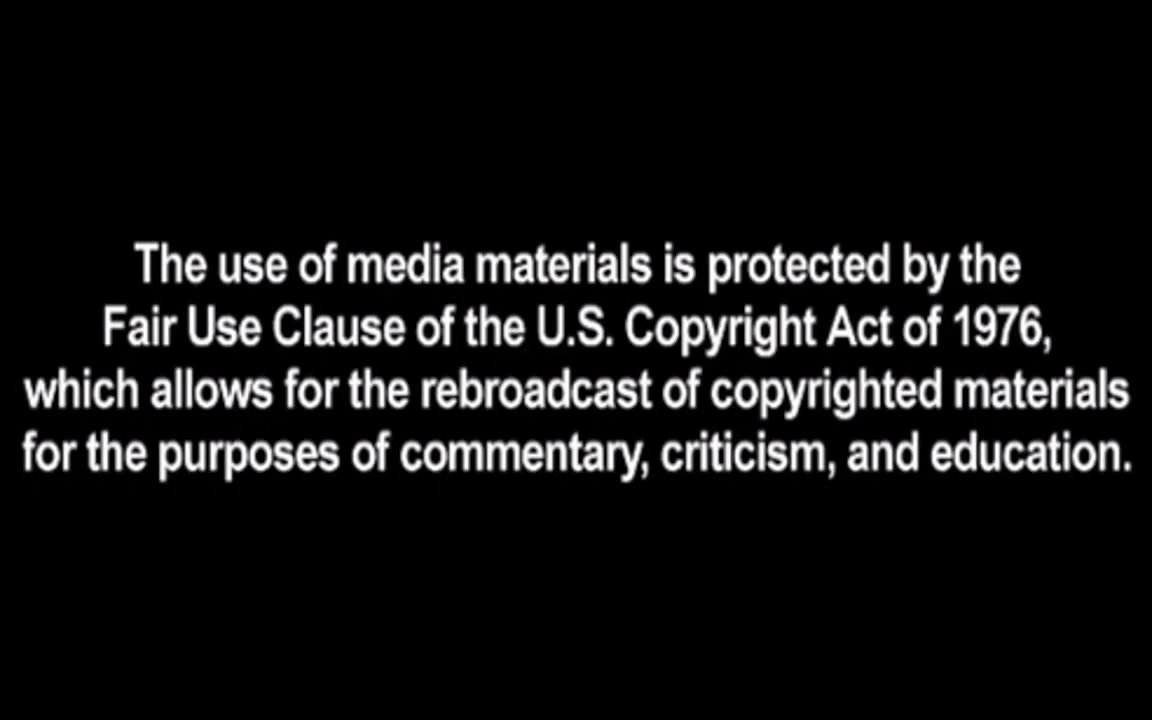 The use of media materials is protected by the
Fair Use Clause of the U.S. Copyright Act of 1976,
which allows for the rebroadcast of copyrighted materials
for the purposes of commentary, criticism, and education.